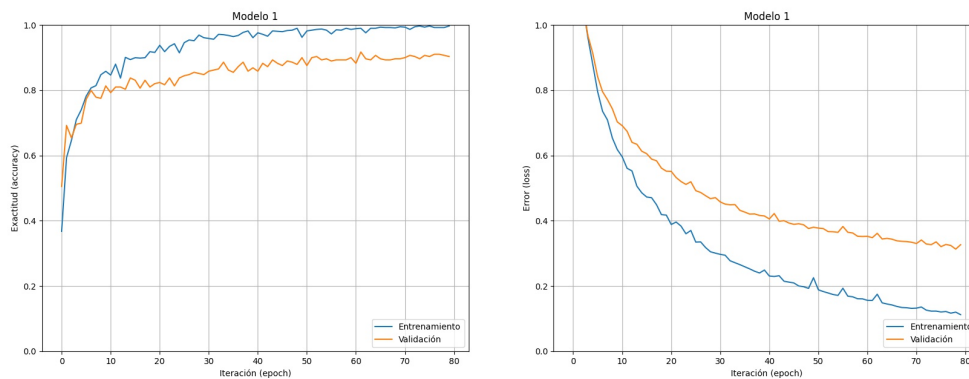 Modelo 1
Exactitud (accuracy)
1.0
0.8
0.6
0.4
0.2
0.0
Entrenamiento
Validación
0 10 20 30 40 50 60 70 80
Iteración (epoch)
Modelo 1
Error (loss)
1.0
0.8
0.6
0.4
0.2
0.0
Entrenamiento
Validación
0 10 20 30 40 50 60 70 80
Iteración (epoch)